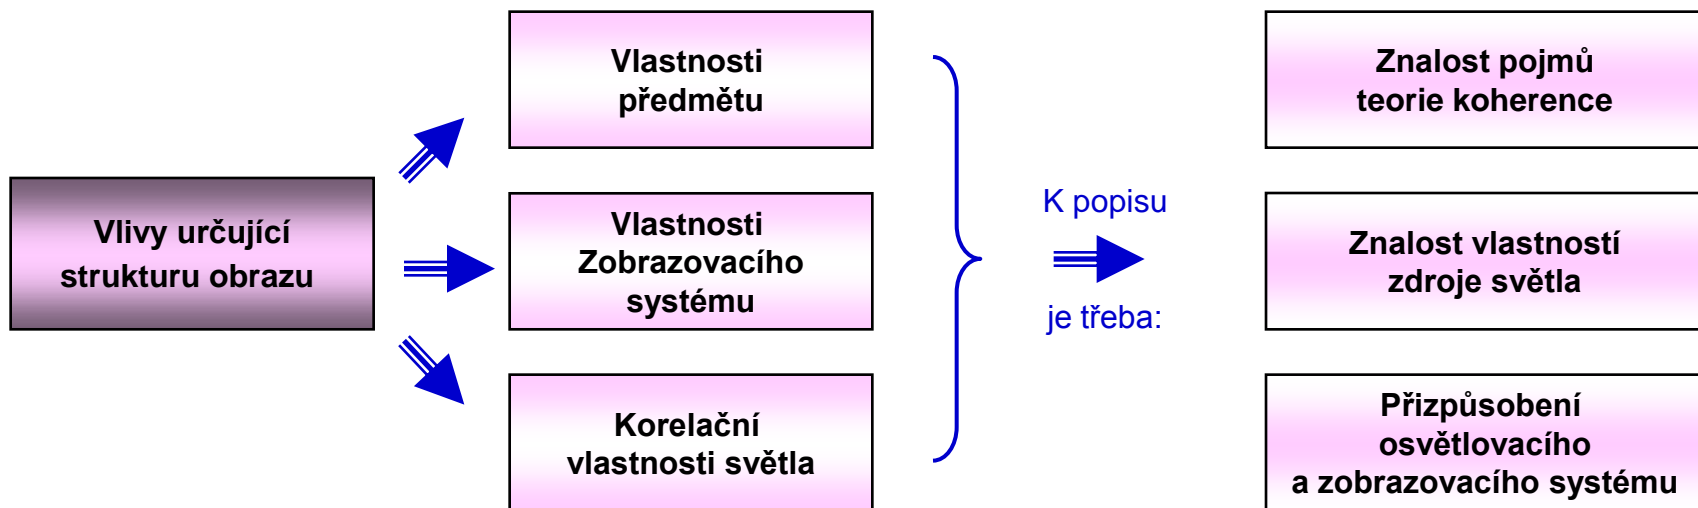 Vlivy určující
strukturu obrazu
Vlastnosti
předmětu
Vlastnosti
Zobrazovacího
systému
Korelační
vlastnosti světla
K popisu
je třeba:
Znalost pojmů
teorie koherence
Znalost vlastností
zdroje světla
Přizpůsobení
osvětlovacího
a zobrazovacího systému